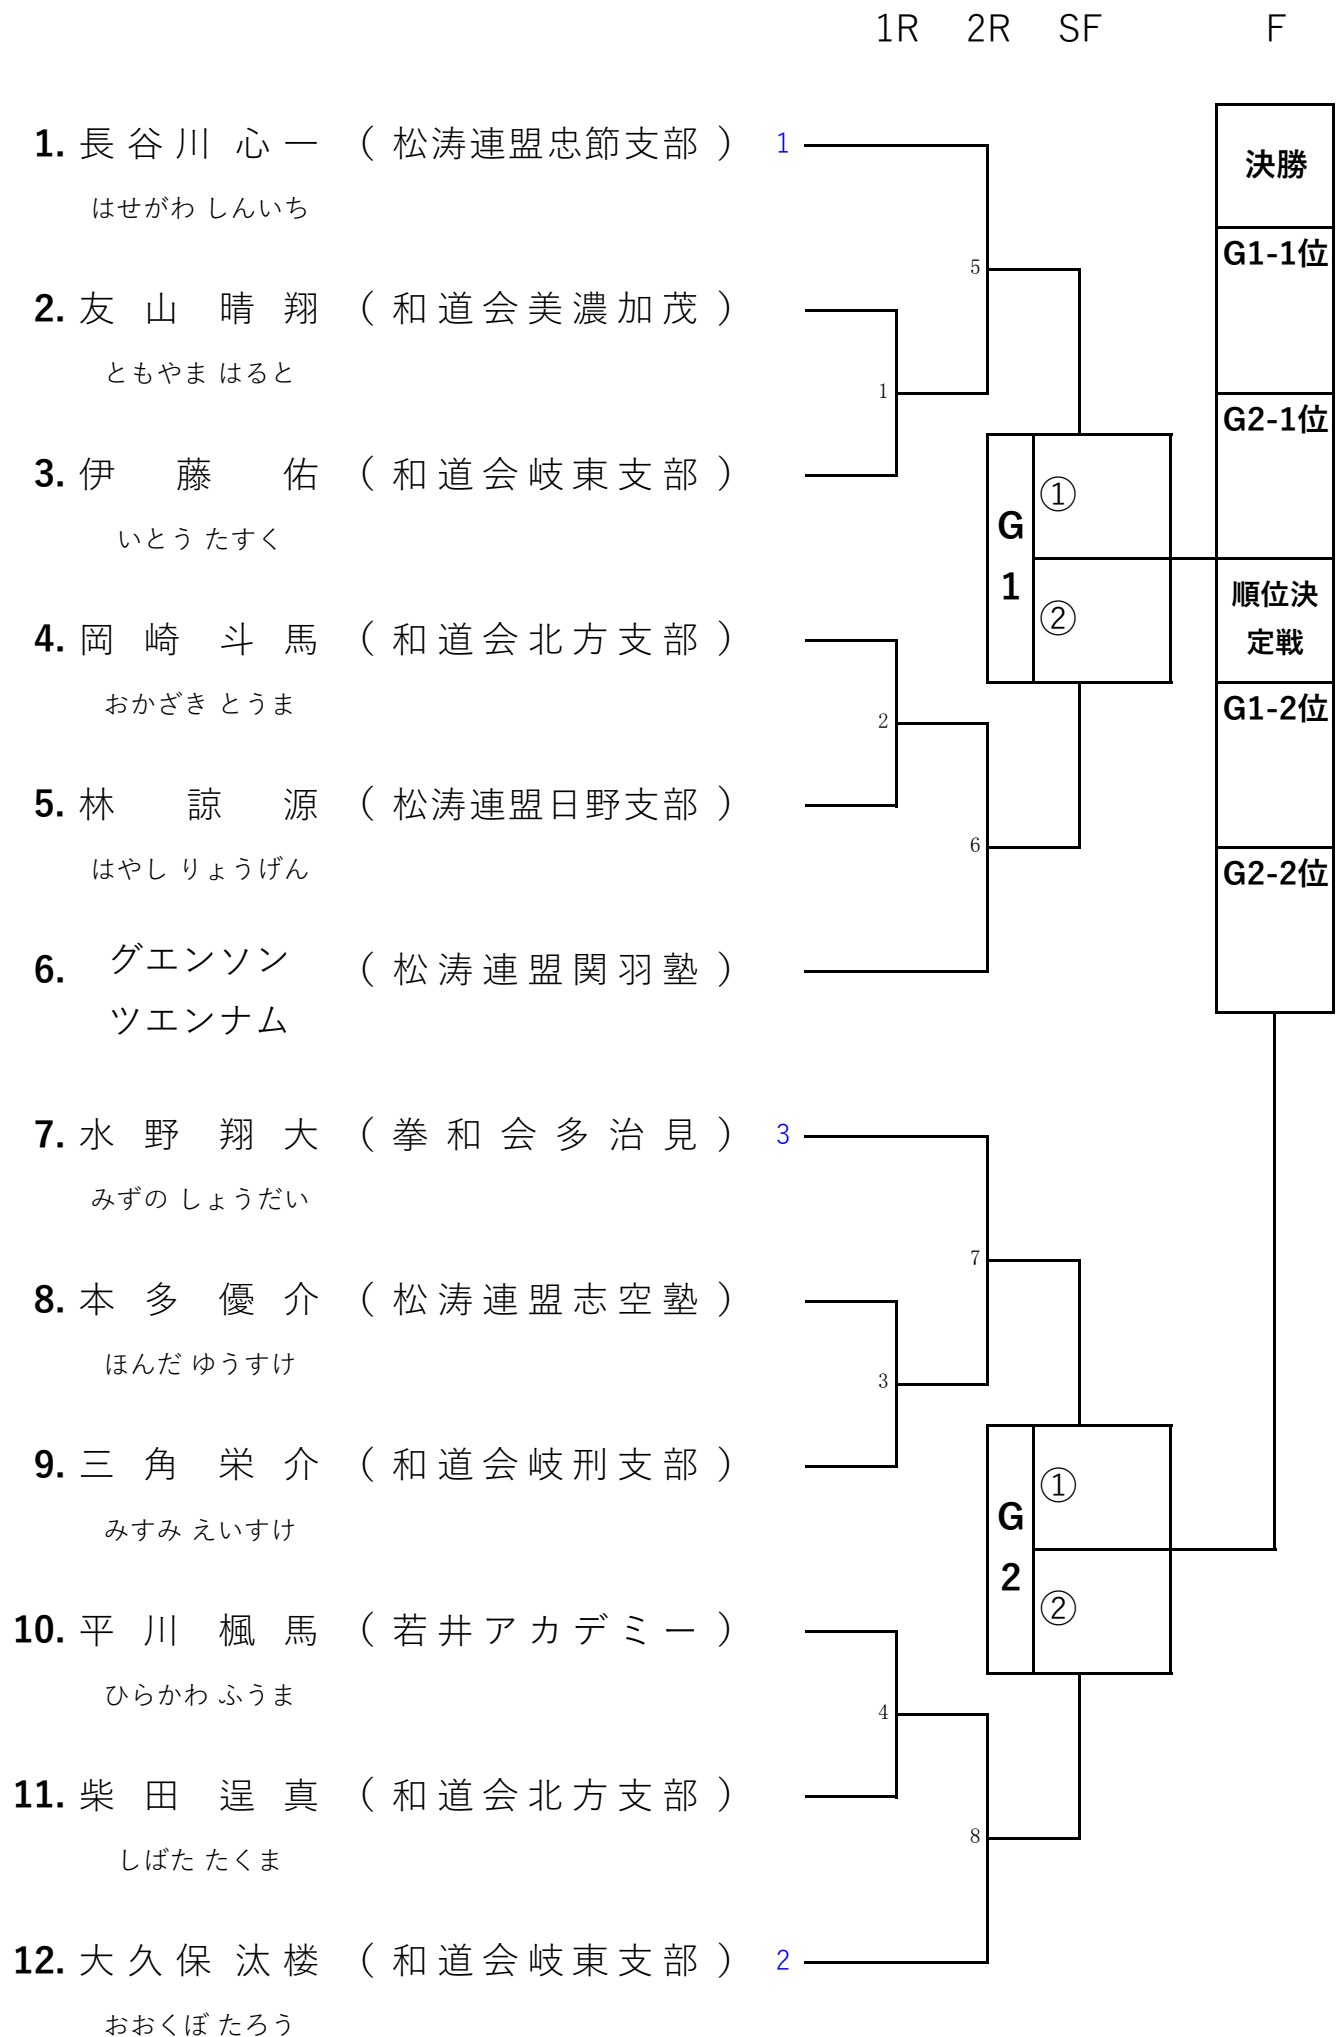 1R 2R SF F
1. 長谷川 心一 ( 松涛連盟忠節支部 ) 1
はせがわ しんいち
2. 友山 晴翔 ( 和道会美濃加茂 )
ともやま はると
3. 伊藤 佑 ( 和道会岐東支部 )
いとう たすく
4. 岡崎 斗馬 ( 和道会北方支部 )
おかざき とうま
5. 林 諒源 ( 松涛連盟日野支部 )
はやし りょうげん
6. グエンソン
ツエンナム
( 松涛連盟関羽塾 )
7. 水野 翔大 ( 拳和会多治見 ) 3
みずの しょうだい
8. 本多 優介 ( 松涛連盟志空塾 )
ほんだ ゆうすけ
9. 三角 栄介 ( 和道会岐刑支部 )
みすみ えいすけ
10. 平川 楓馬 ( 若井アカデミー )
ひらかわ ふうま
11. 柴田 逞真 ( 和道会北方支部 )
しばた たくま
12. 大久保 汰楼 ( 和道会岐東支部 ) 2
おおくぼ たろう
1
2
3
4
5
6
7
8
G
1
①
②
G
2
①
②
決勝
G1-1位
G2-1位
順位決
定戦
G1-2位
G2-2位